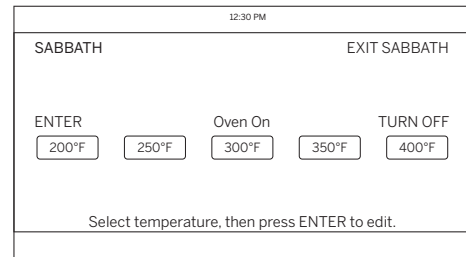 12:30 PM
SABBATH EXIT SABBATH
ENTER Oven On TURN OFF
200°F 250°F 300°F 350°F 400°F
Select temperature, then press ENTER to edit.